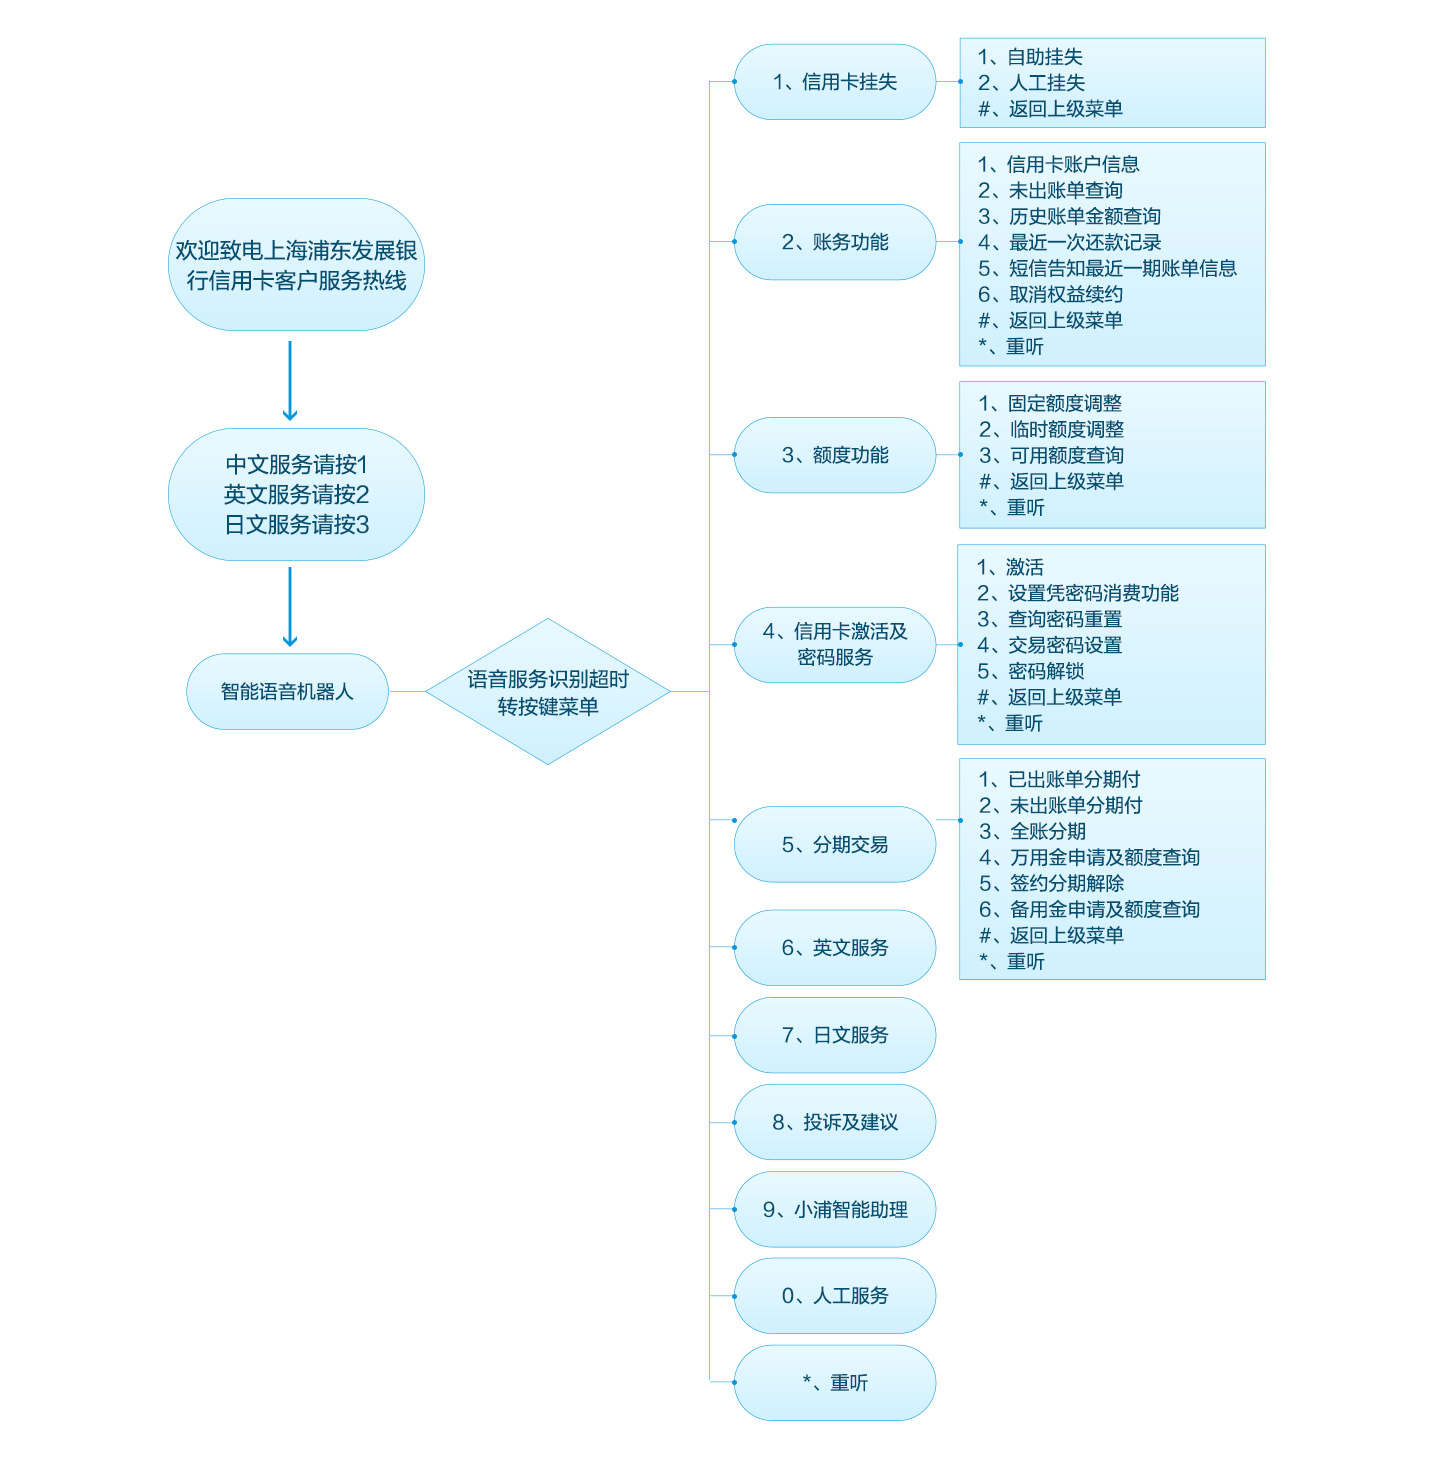 欢迎致电上海浦东发展银
行信用卡客户服务热线
中文服务请按1
英文服务请按2
日文服务请按3
智能语音机器人
语音服务识别超时
转按键菜单
1、信用卡挂失
1、自助挂失
2、人工挂失
#、返回上级菜单
2、账务功能
1、信用卡账户信息
2、未出账单查询
3、历史账单金额查询
4、最近一次还款记录
5、短信告知最近一期账单信息
6、取消权益续约
#、返回上级菜单
*、重听
3、额度功能
1、固定额度调整
2、临时额度调整
3、可用额度查询
#、返回上级菜单
*、重听
4、信用卡激活及
密码服务
1、激活
2、设置凭密码消费功能
3、查询密码重置
4、交易密码设置
5、密码解锁
#、返回上级菜单
*、重听
5、分期交易
1、已出账单分期付
2、未出账单分期付
3、全账分期
4、万用金申请及额度查询
5、签约分期解除
6、备用金申请及额度查询
#、返回上级菜单
*、重听
6、英文服务
7、日文服务
8、投诉及建议
9、小浦智能助理
0、人工服务
*、重听